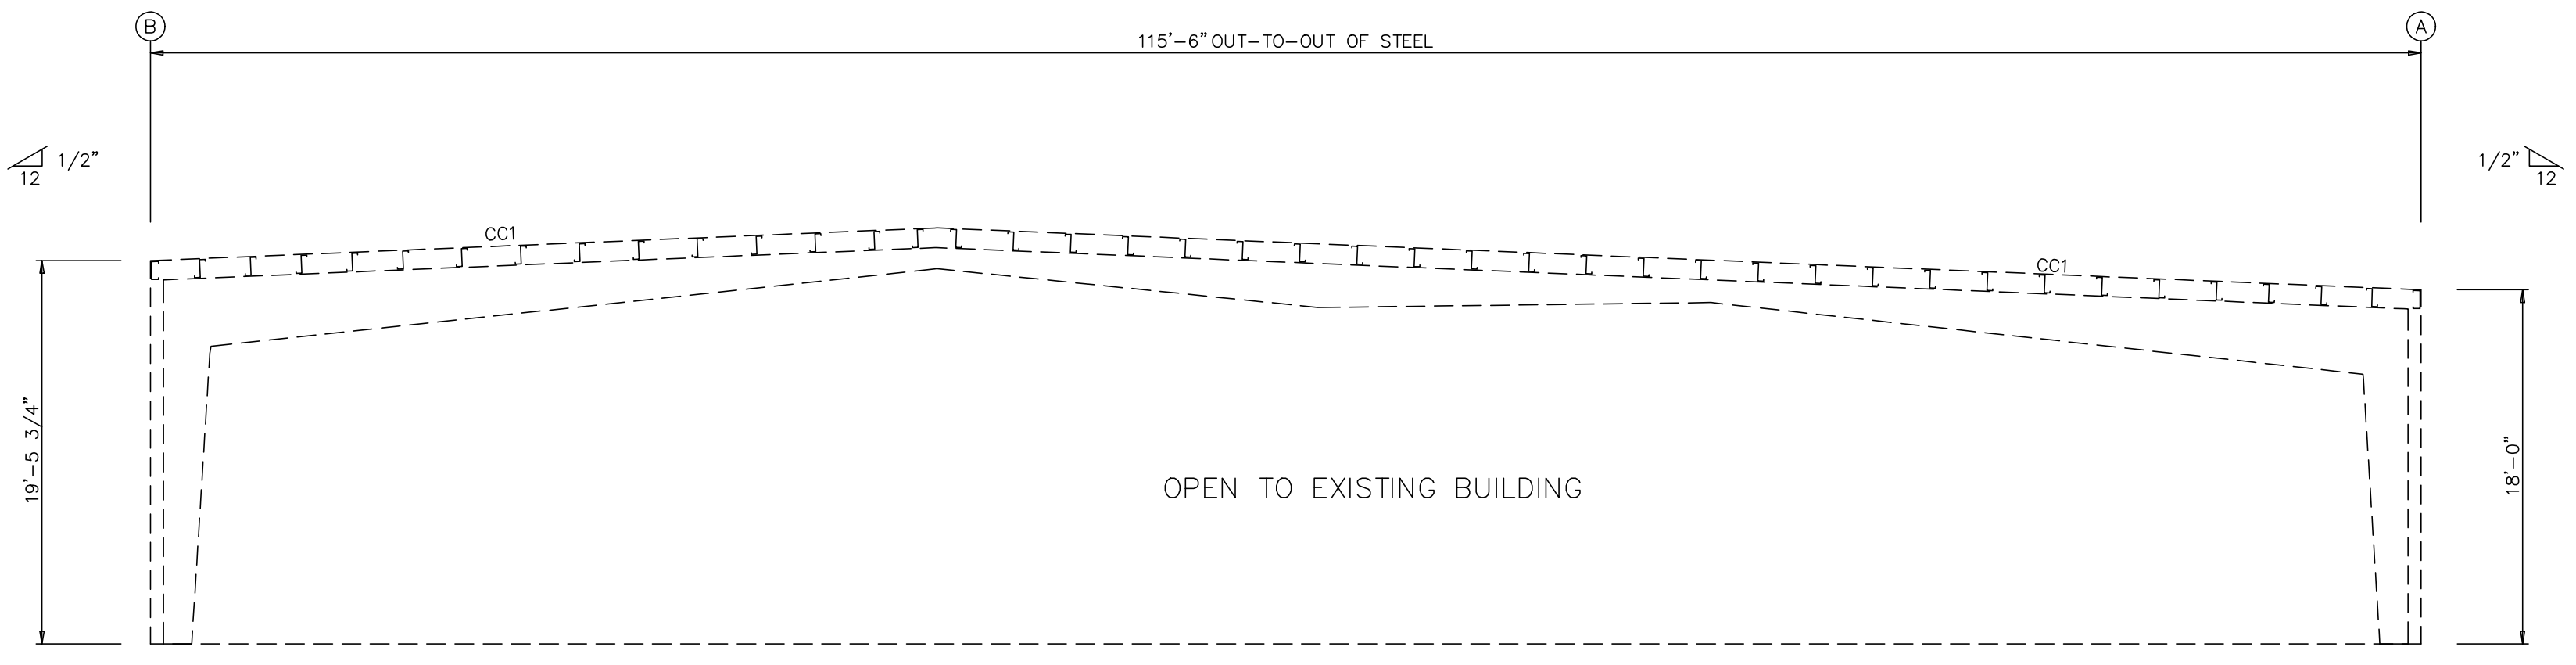 B
A
115'-6" OUT-TO-OUT OF STEEL
1/2"
12
1/2"
12
CC1
CC1
19'-5 3/4"
18'-0"
OPEN TO EXISTING BUILDING